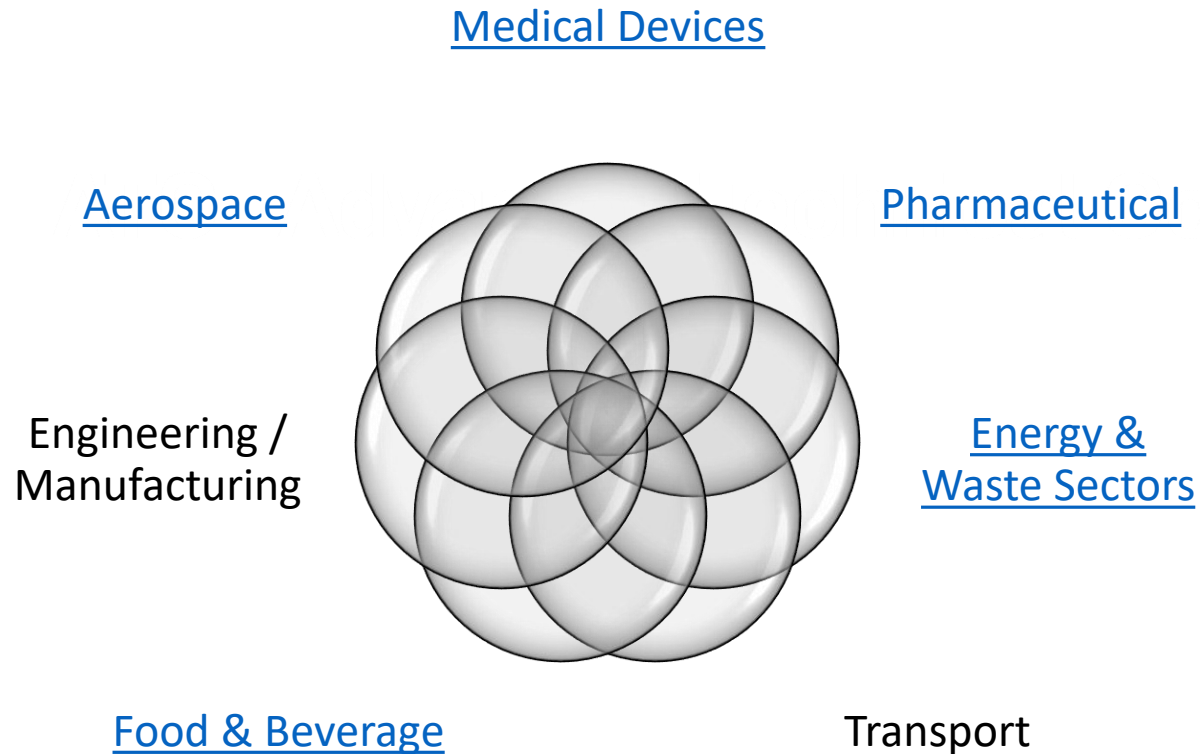 Medical Devices
Aerospace
Pharmaceutical
Engineering /
Manufacturing
Energy &
Waste Sectors
Food & Beverage
Transport